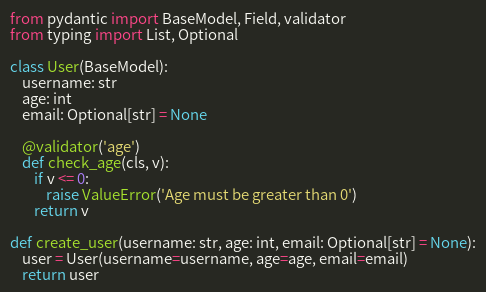 from pydantic import BaseModel, Field, validator
from typing import List, Optional

class User(BaseModel):
    username: str
    age: int
    email: Optional[str] = None

    @validator('age')
    def check_age(cls, v):
        if v <= 0:
            raise ValueError('Age must be greater than 0')
        return v

def create_user(username: str, age: int, email: Optional[str] = None):
    user = User(username=username, age=age, email=email)
    return user